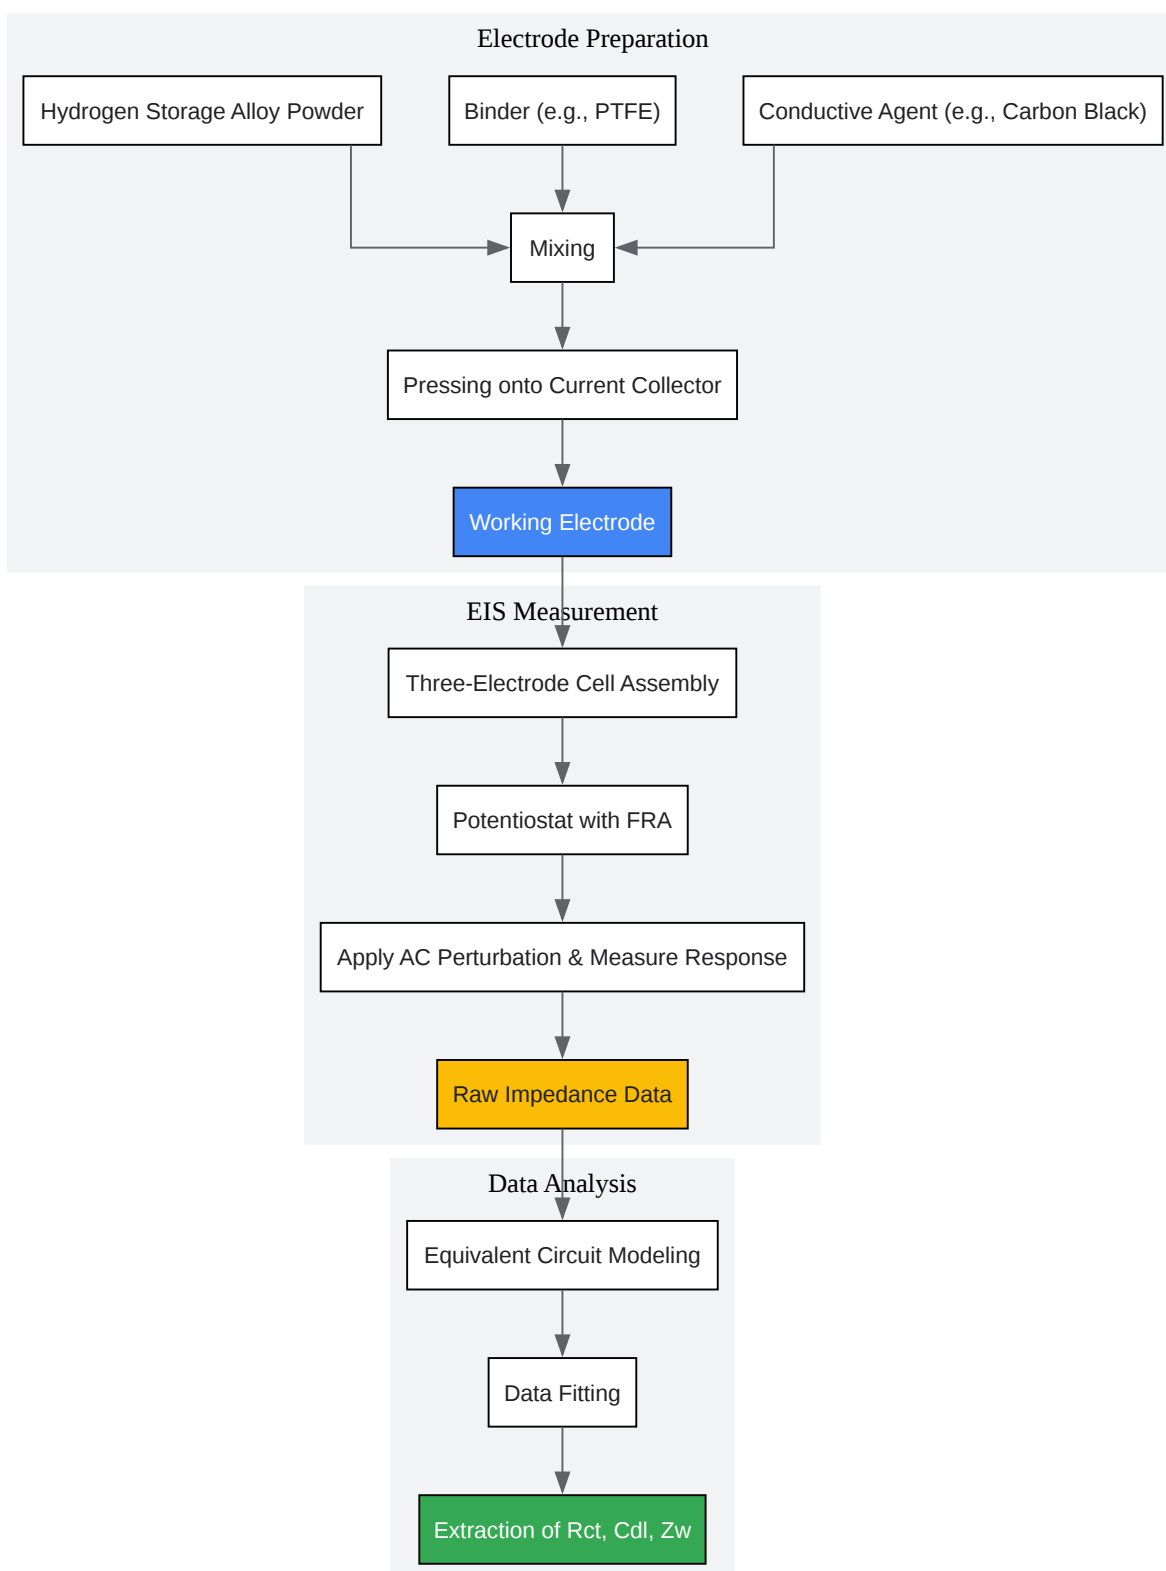 Electrode Preparation
Hydrogen Storage Alloy Powder
Binder (e.g., PTFE)
Conductive Agent (e.g., Carbon Black)
Mixing
Pressing onto Current Collector
Working Electrode
EIS Measurement
Three-Electrode Cell Assembly
Potentiostat with FRA
Apply AC Perturbation & Measure Response
Raw Impedance Data
Data Analysis
Equivalent Circuit Modeling
Data Fitting
Extraction of Rct, Cdl, Zw